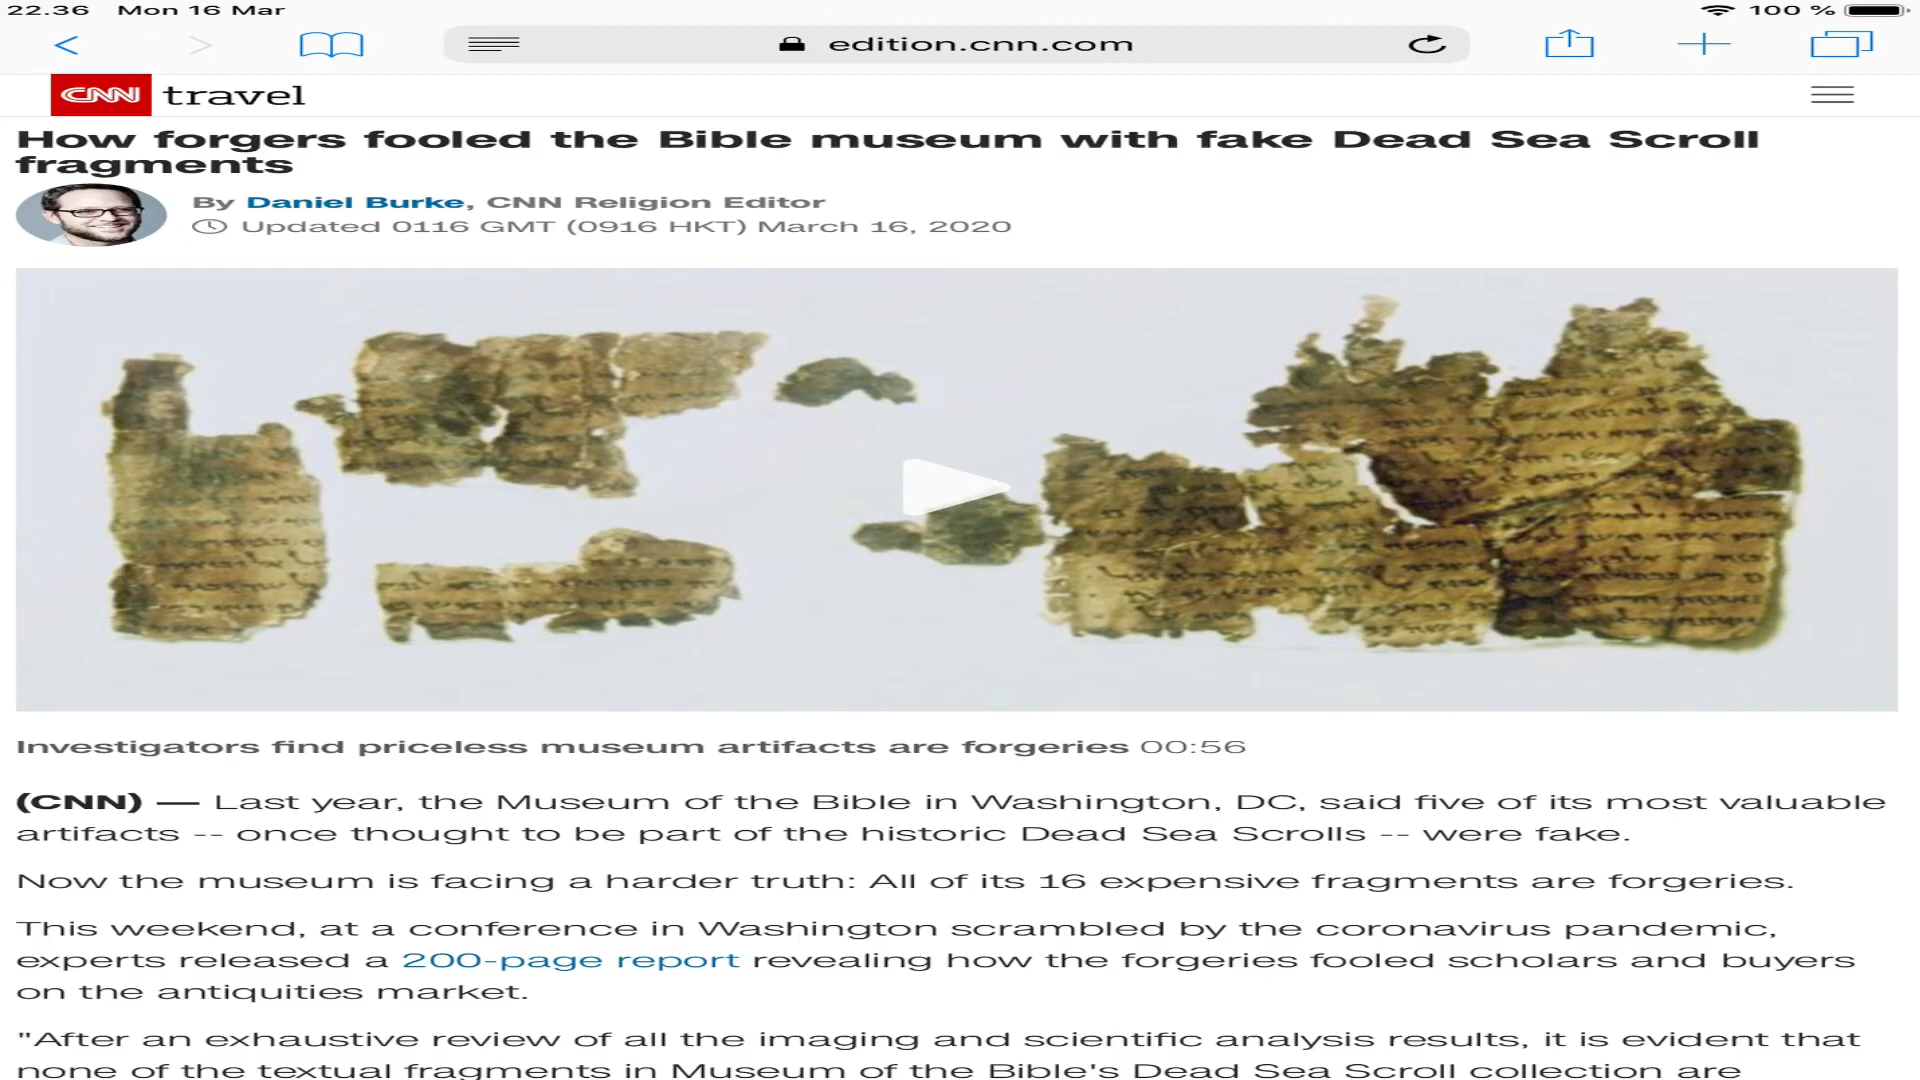 22.36 Mon 16 Mar
100 %
edition.cnn.com
CNN travel
How forgers fooled the Bible museum with fake Dead Sea Scroll
fragments
By Daniel Burke, CNN Religion Editor
Updated 0116 GMT (0916 HKT) March 16, 2020
Investigators find priceless museum artifacts are forgeries 00:56
(CNN) — Last year, the Museum of the Bible in Washington, DC, said five of its most valuable
artifacts -- once thought to be part of the historic Dead Sea Scrolls -- were fake.
Now the museum is facing a harder truth: All of its 16 expensive fragments are forgeries.
This weekend, at a conference in Washington scrambled by the coronavirus pandemic,
experts released a 200-page report revealing how the forgeries fooled scholars and buyers
on the antiquities market.
"After an exhaustive review of all the imaging and scientific analysis results, it is evident that
none of the textual fragments in Museum of the Bible's Dead Sea Scroll collection are